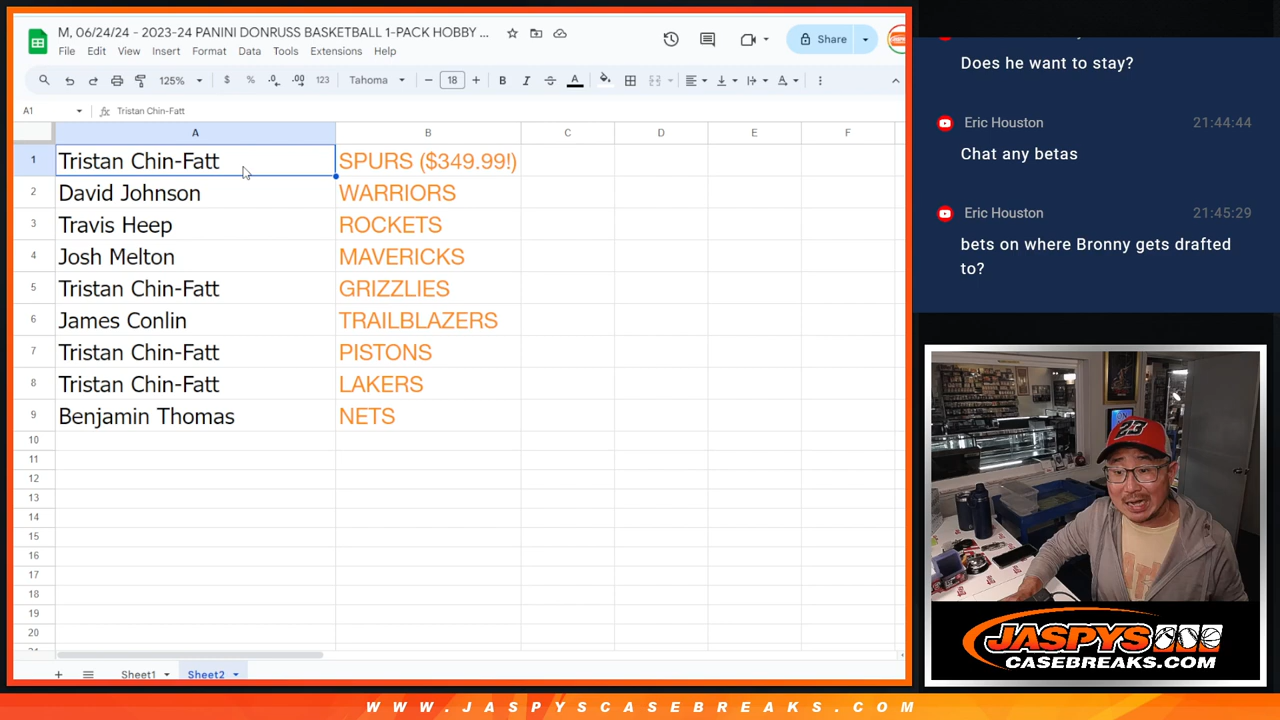 M, 06/24/24 - 2023-24 PANINI DONRUSS BASKETBALL 1-PACK HOBBY ...
Share
File Edit View Insert Format Data Tools Extensions Help
125% $ % .0 .00 123 Tahoma 18 B I S A
A1 fx Tristan Chin-Fatt
A B C D E F
1 Tristan Chin-Fatt SPURS ($349.99!)
2 David Johnson WARRIORS
3 Travis Heep ROCKETS
4 Josh Melton MAVERICKS
5 Tristan Chin-Fatt GRIZZLIES
6 James Conlin TRAILBLAZERS
7 Tristan Chin-Fatt PISTONS
8 Tristan Chin-Fatt LAKERS
9 Benjamin Thomas NETS
10
11
12
13
14
15
16
17
18
19
20
Sheet1 Sheet2
Does he want to stay?
Eric Houston 21:44:44
Chat any betas
Eric Houston 21:45:29
bets on where Bronny gets drafted
to?
23
JASPYS
CASEBREAKS.COM
WWW.JASPYSCASEBREAKS.COM